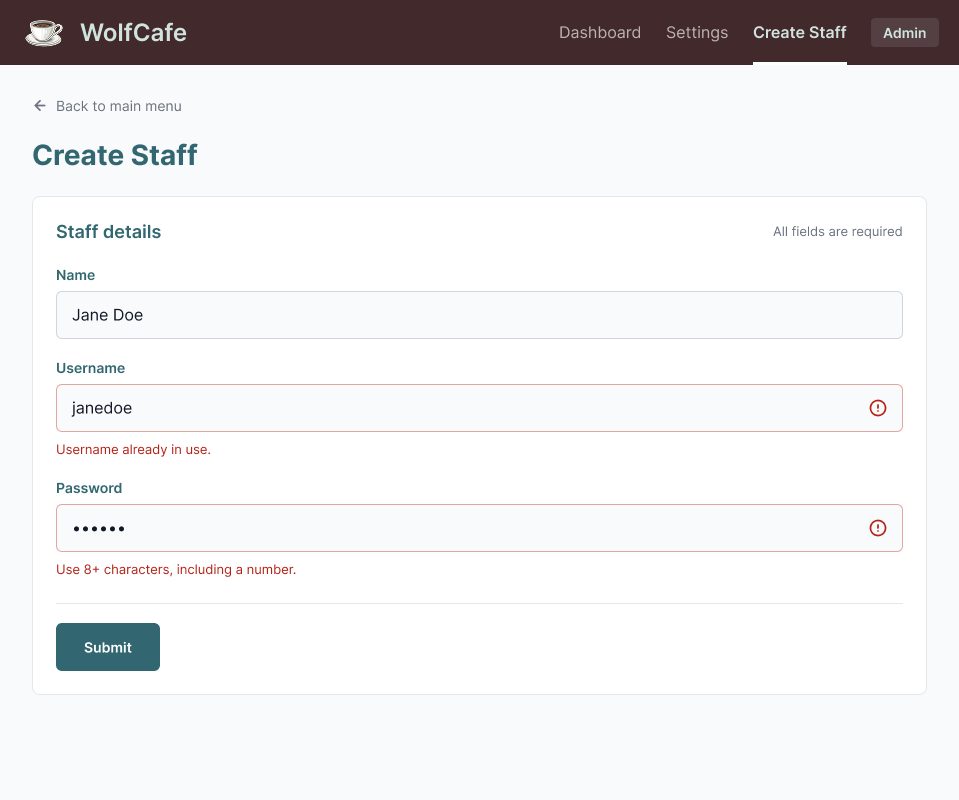 WolfCafe
Dashboard Settings Create Staff Admin
Back to main menu
Create Staff
Staff details
All fields are required
Name
Jane Doe
Username
janedoe
Username already in use.
Password
••••••
Use 8+ characters, including a number.
Submit